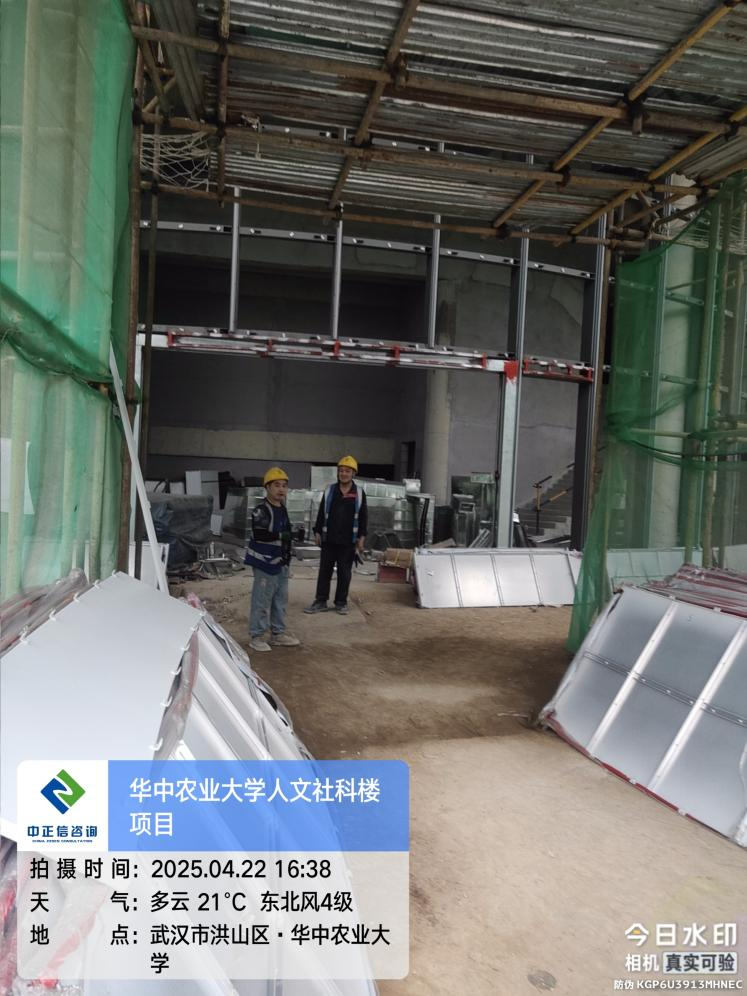 华中农业大学人文社科楼
项目
中正信咨询
CHINA ZEXIN CONSULTATION
拍摄时间：2025.04.22 16:38
天气：多云 21℃ 东北风4级
地点：武汉市洪山区·华中农业大
学
今日水印
相机 真实可验
防伪 KGP6U3913MHNEC